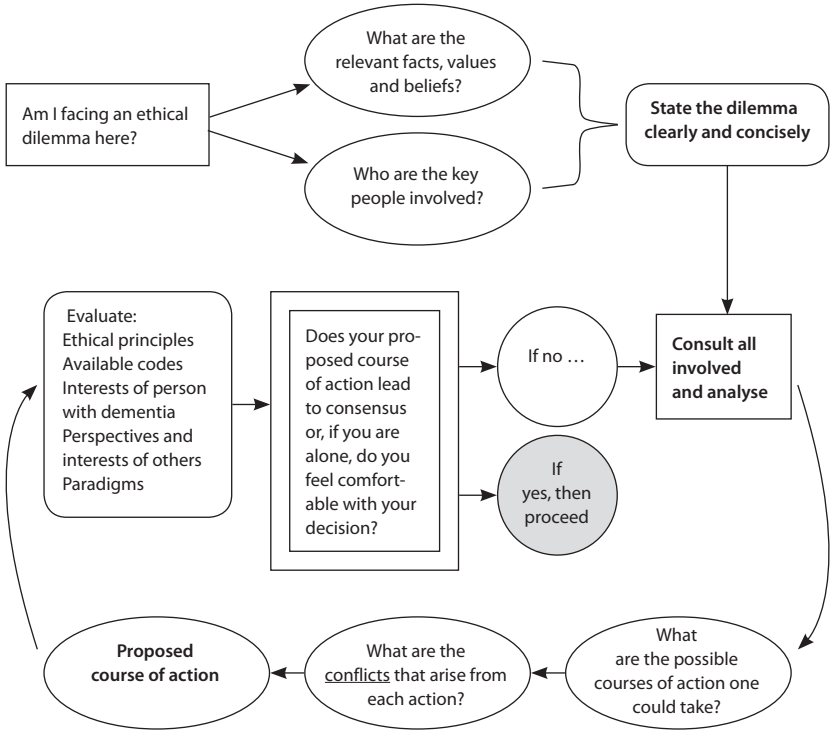 What are the
relevant facts, values
and beliefs?
Am I facing an ethical
dilemma here?
State the dilemma
clearly and concisely
Who are the key
people involved?
Evaluate:
Ethical principles
Available codes
Interests of person
with dementia
Perspectives and
interests of others
Paradigms
Does your pro-
posed course
of action lead
to consensus
or, if you are
alone, do you
feel comfort-
able with your
decision?
If no …
If
yes, then
proceed
Consult all
involved
and analyse
Proposed
course of action
What are the
conflicts that arise from
each action?
What
are the possible
courses of action one
could take?